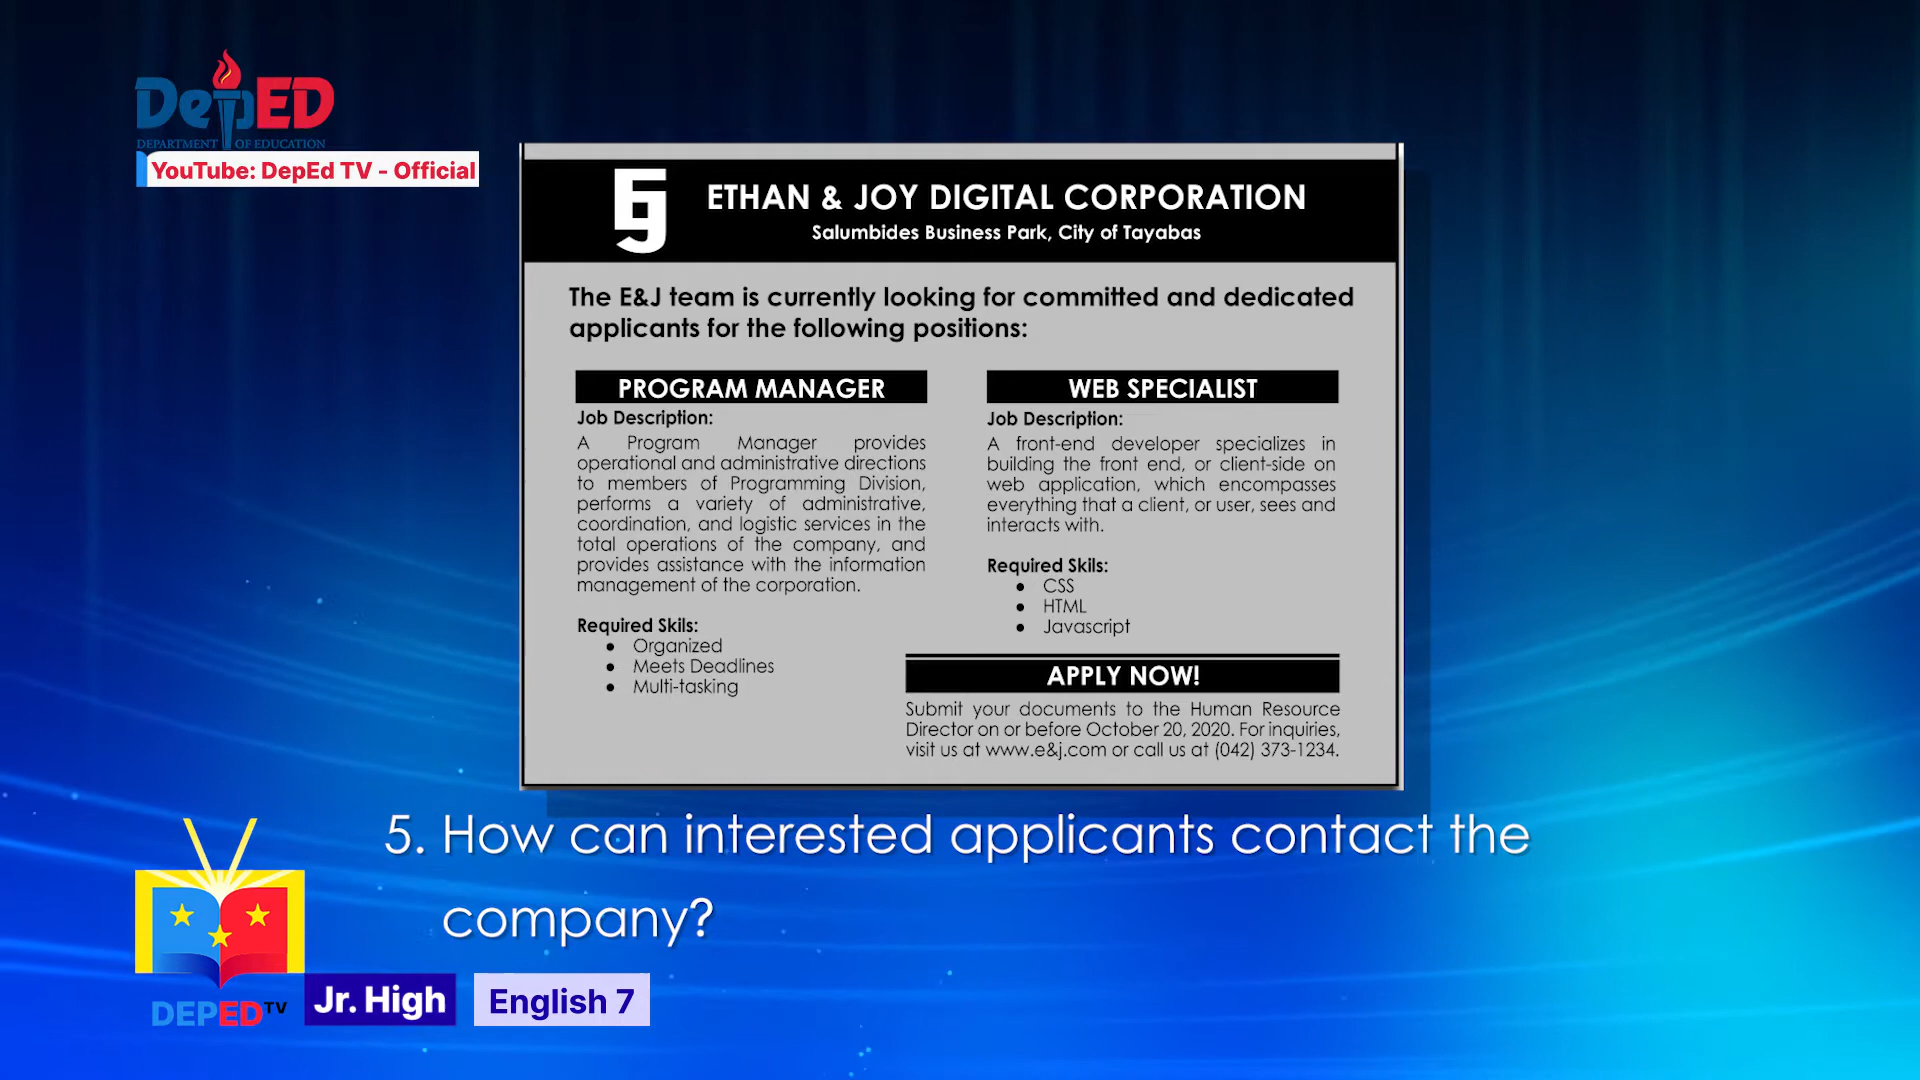 DepED
DEPARTMENT OF EDUCATION
YouTube: DepEd TV - Official
ETHAN & JOY DIGITAL CORPORATION
Salumbides Business Park, City of Tayabas
The E&J team is currently looking for committed and dedicated
applicants for the following positions:
PROGRAM MANAGER
Job Description:
A Program Manager provides
operational and administrative directions
to members of Programming Division,
performs a variety of administrative,
coordination, and logistic services in the
total operations of the company, and
provides assistance with the information
management of the corporation.
Required Skils:
• Organized
• Meets Deadlines
• Multi-tasking
WEB SPECIALIST
Job Description:
A front-end developer specializes in
building the front end, or client-side on
web application, which encompasses
everything that a client, or user, sees and
interacts with.
Required Skils:
• CSS
• HTML
• Javascript
APPLY NOW!
Submit your documents to the Human Resource
Director on or before October 20, 2020. For inquiries,
visit us at www.e&j.com or call us at (042) 373-1234.
5. How can interested applicants contact the
company?
DEPED TV
Jr. High
English 7